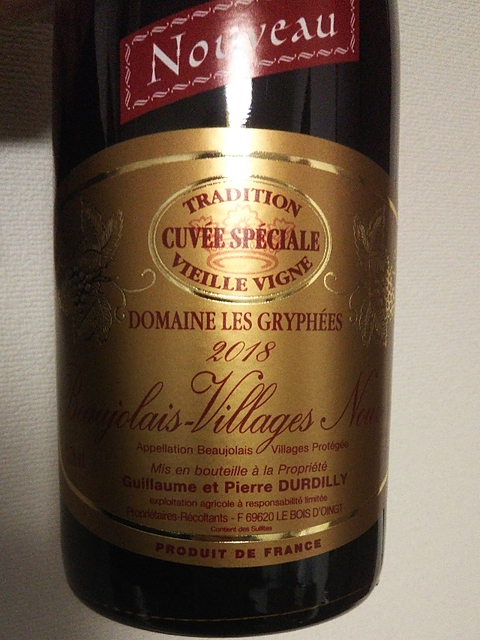 Nouveau
TRADITION
CUVÉE SPÉCIALE
VIEILLE VIGNE
DOMAINE LES GRYPHÉES
2018
Beaujolais-Villages Nou
Appellation Beaujolais Villages Protégée
Mis en bouteille à la Propriété
Guillaume et Pierre DURDILLY
exploitation agricole à responsabilité limitée
Propriétaires-Récoltants - F 69620 LE BOIS D'OINGT
Contient des Sulfites
PRODUIT DE FRANCE